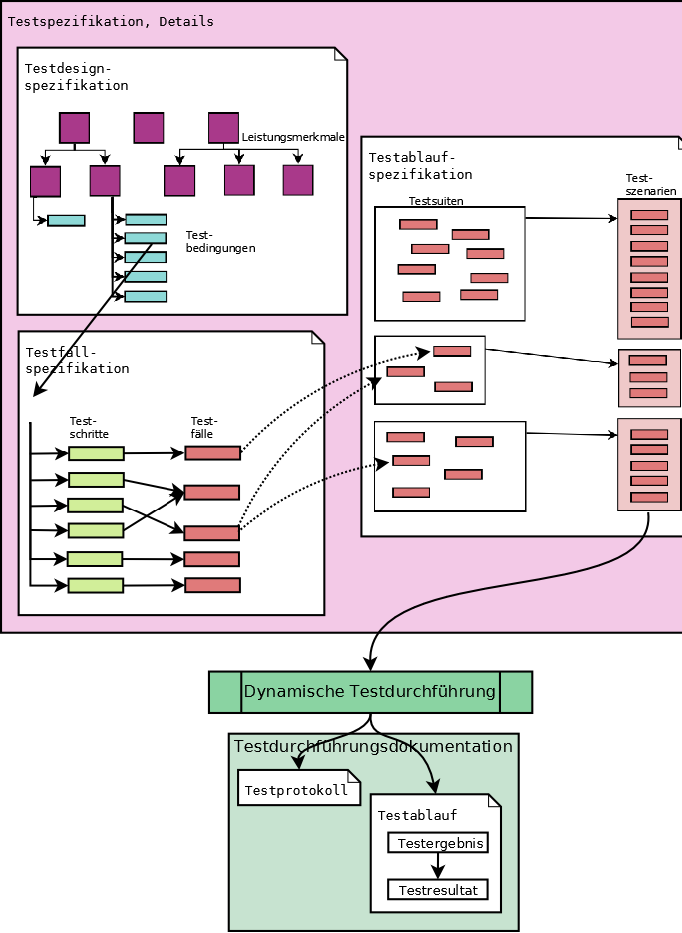 Testspezifikation, Details
Testdesign-
spezifikation
Leistungsmerkmale
Test-
bedingungen
Testablauf-
spezifikation
Testsuiten
Test-
szenarien
Testfall-
spezifikation
Test-
schritte
Test-
fälle
Dynamische Testdurchführung
Testdurchführungsdokumentation
Testprotokoll
Testablauf
Testergebnis
Testresultat